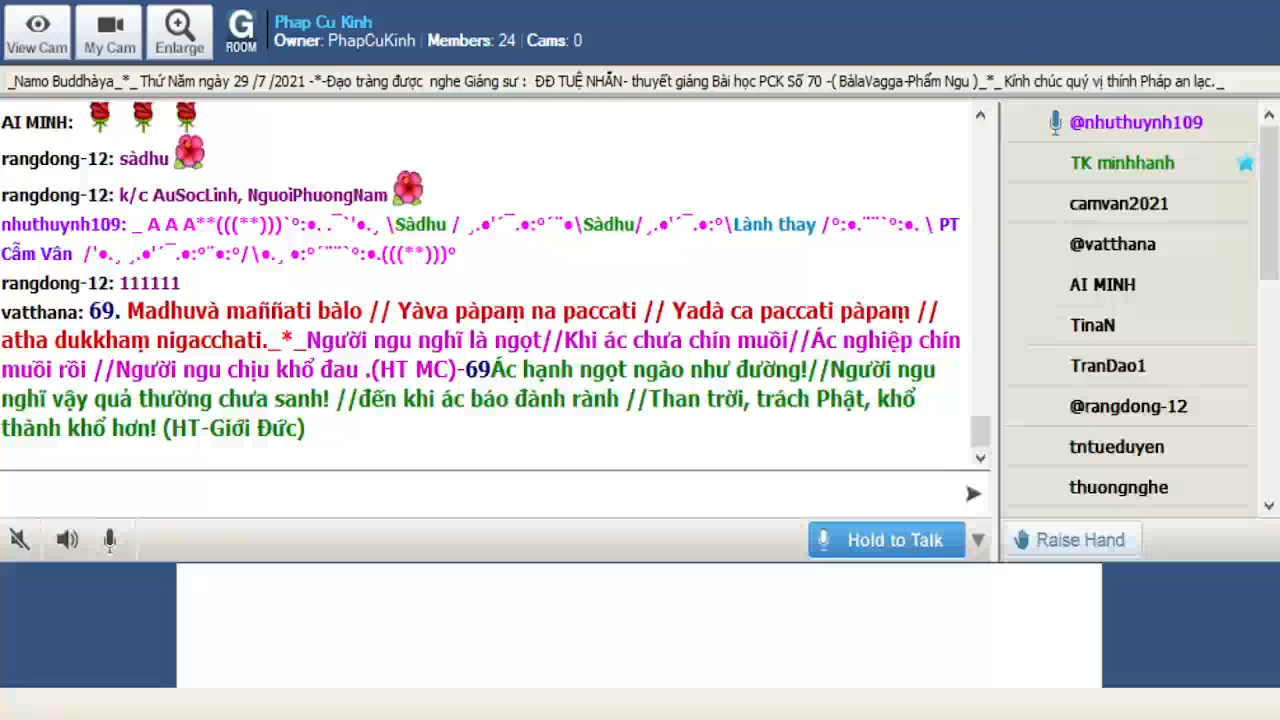 View Cam
My Cam
Enlarge
G
ROOM
Phap Cu Kinh
Owner: PhapCuKinh | Members: 24 | Cams: 0
_Namo Buddhàya_*_ Thứ Năm ngày 29 /7 /2021 -*-Đạo tràng được nghe Giảng sư : ĐĐ TUỆ NHẪN- thuyết giảng Bài học PCK Số 70 -( BàlaVagga-Phẩm Ngu )_*_ Kính chúc quý vị thính Pháp an lạc._
AI MINH:
rangdong-12: sàdhu
rangdong-12: k/c AuSocLinh, NguoiPhuongNam
nhuthuynh109: _ A A A**(((**)))`°:•. .¯`'•.¸ \Sàdhu / ¸.•'´¯.•:°´¨•\Sàdhu/¸.•'´¯.•:°\Lành thay /°:•.¨¨`°:•. \ PT
Cẩm Vân /'•.¸ ¸.•'´¯.•:°¨•:°/\•.¸ •:°´¨¨`°:•.(((**)))°
rangdong-12: 111111
vatthana: 69. Madhuvà maññati bàlo // Yàva pàpaṃ na paccati // Yadà ca paccati pàpaṃ //
atha dukkhaṃ nigacchati._*_Người ngu nghĩ là ngọt//Khi ác chưa chín muồi//Ác nghiệp chín
muồi rồi //Người ngu chịu khổ đau .(HT MC)-69Ác hạnh ngọt ngào như đường!//Người ngu
nghĩ vậy quả thường chưa sanh! //đến khi ác báo đành rành //Than trời, trách Phật, khổ
thành khổ hơn! (HT-Giới Đức)
@nhuthuynh109
TK minhhanh
camvan2021
@vatthana
AI MINH
TinaN
TranDao1
@rangdong-12
tntueduyen
thuongnghe
Hold to Talk
Raise Hand